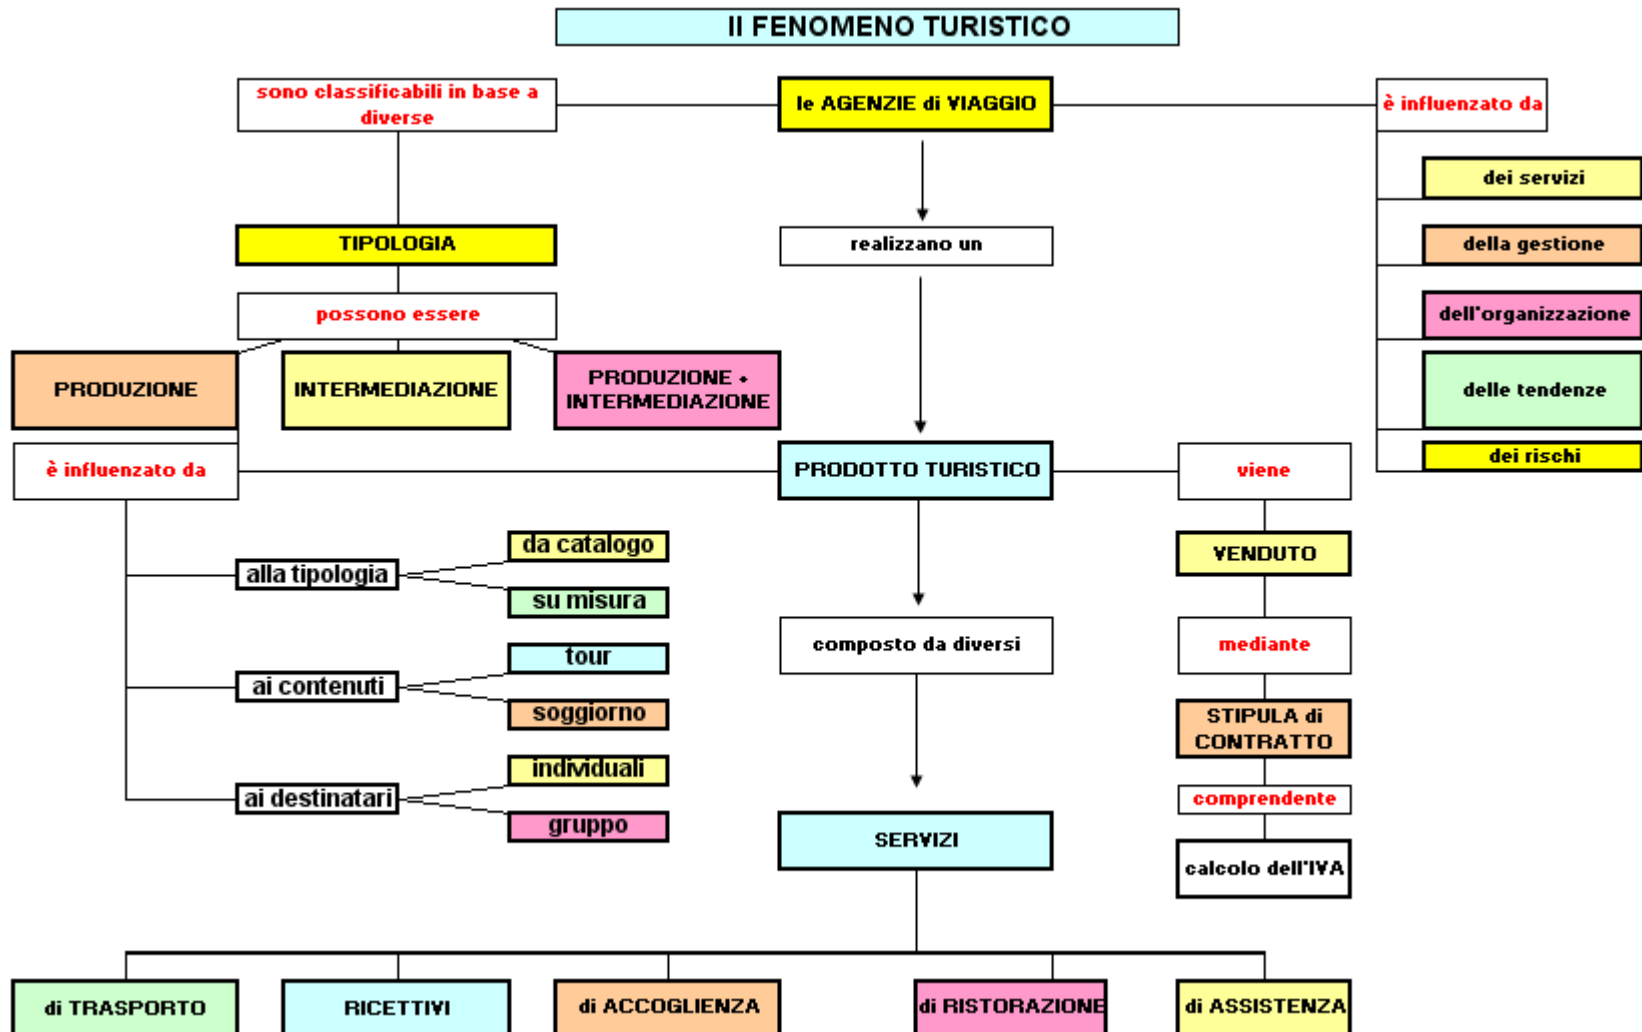 Il FENOMENO TURISTICO
sono classificabili in base a
diverse
le AGENZIE di VIAGGIO
è influenzato da
dei servizi
TIPOLOGIA
realizzano un
della gestione
possono essere
dell'organizzazione
PRODUZIONE
INTERMEDIAZIONE
PRODUZIONE +
INTERMEDIAZIONE
delle tendenze
è influenzato da
PRODOTTO TURISTICO
viene
dei rischi
da catalogo
alla tipologia
su misura
VENDUTO
tour
ai contenuti
soggiorno
composto da diversi
mediante
STIPULA di
CONTRATTO
individuali
ai destinatari
gruppo
comprendente
SERVIZI
calcolo dell'IVA
di TRASPORTO
RICETTIVI
di ACCOGLIENZA
di RISTORAZIONE
di ASSISTENZA